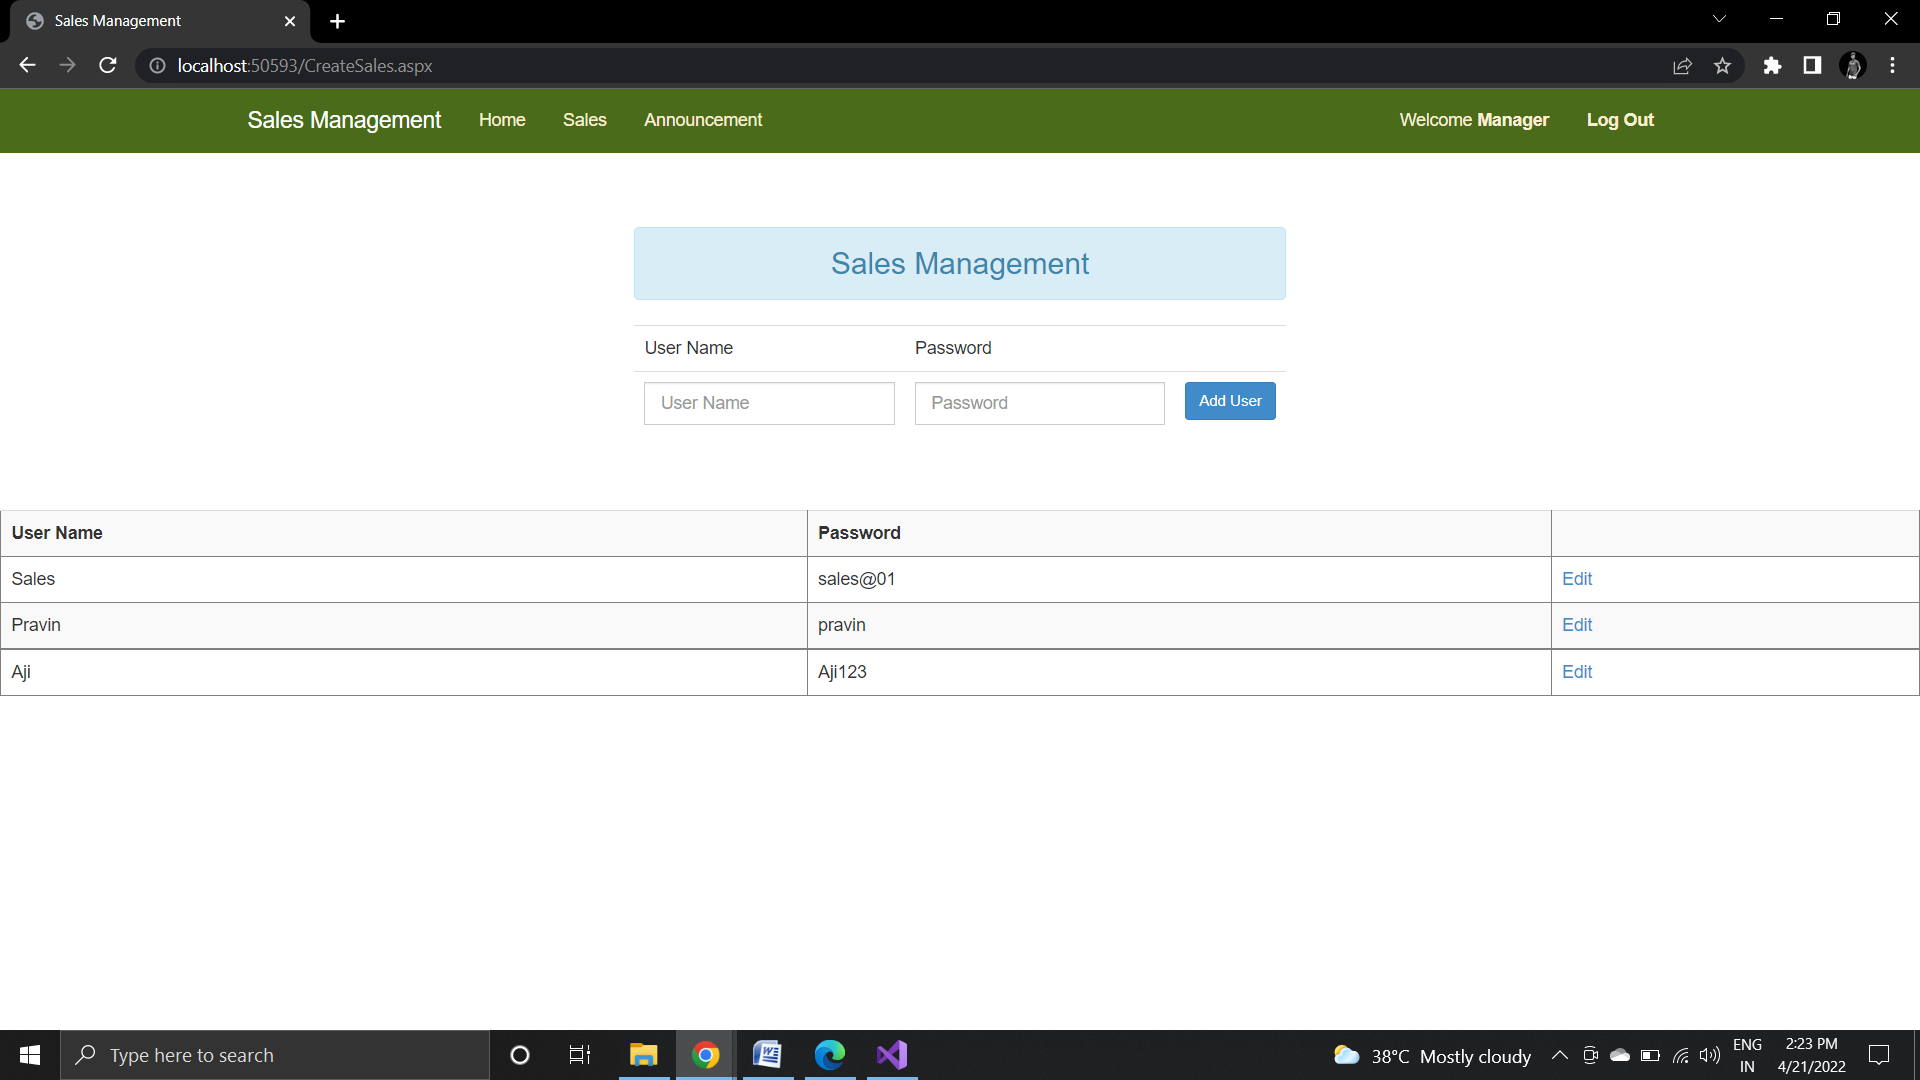 Sales Management
localhost:50593/CreateSales.aspx
Sales Management Home Sales Announcement Welcome Manager Log Out
Sales Management
User Name Password
User Name Password Add User
User Name Password
Sales sales@01 Edit
Pravin pravin Edit
Aji Aji123 Edit
Type here to search
38°C Mostly cloudy
ENG
IN
2:23 PM
4/21/2022